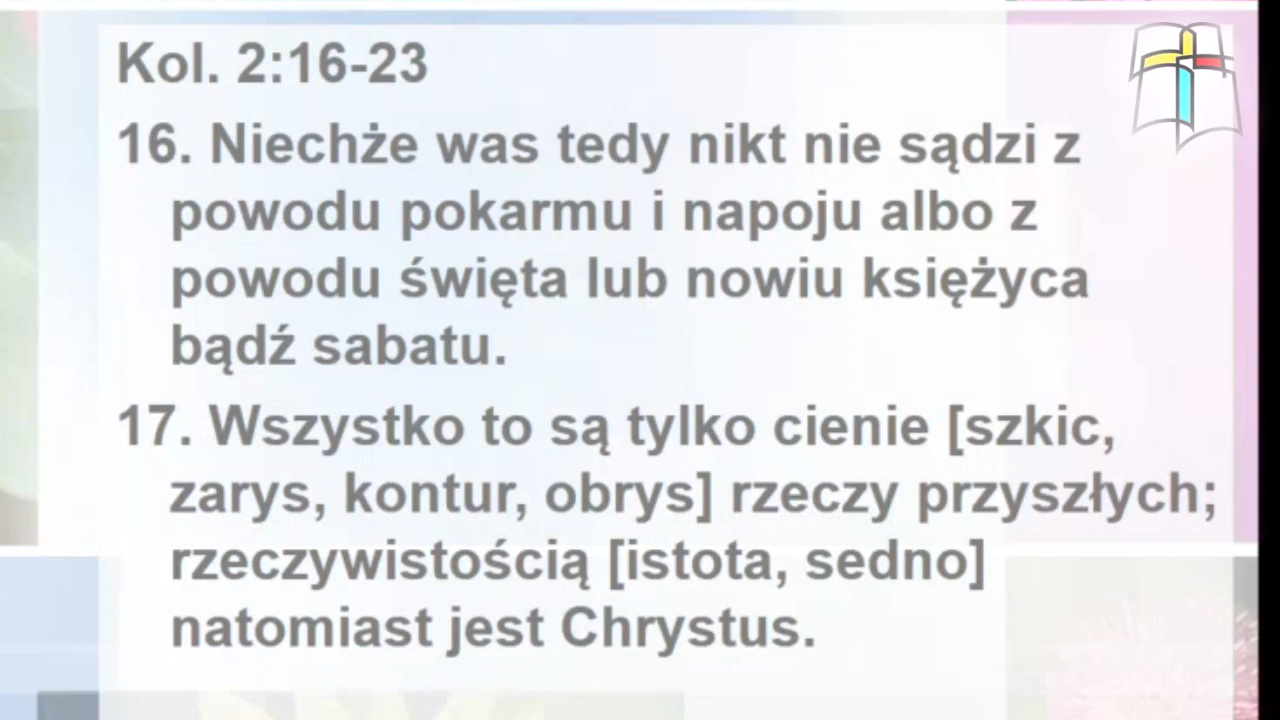 Kol. 2:16-23
16. Niechże was tedy nikt nie sądzi z
powodu pokarmu i napoju albo z
powodu święta lub nowiu księżyca
bądź sabatu.
17. Wszystko to są tylko cienie [szkic,
zarys, kontur, obrys] rzeczy przyszłych;
rzeczywistością [istota, sedno]
natomiast jest Chrystus.